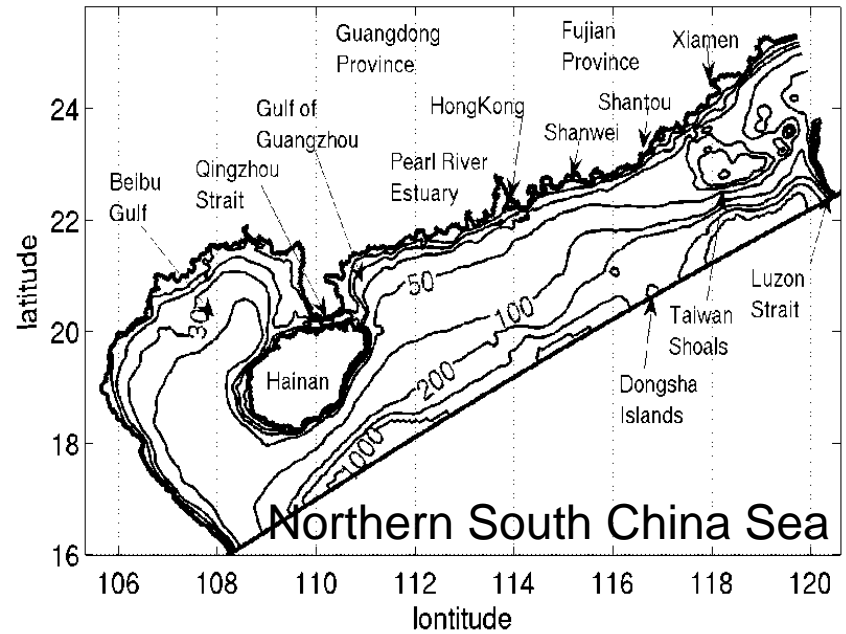 Guangdong
Province
Fujian
Province
Xiamen
Gulf of
Guangzhou
HongKong
Shantou
Shanwei
Qingzhou
Strait
Pearl River
Estuary
Beibu
Gulf
Luzon
Strait
Taiwan
Shoals
Dongsha
Islands
Hainan
30
50
100
200
1000
Northern South China Sea
24
22
20
18
16
latitude
106
108
110
112
114
116
118
120
lontitude